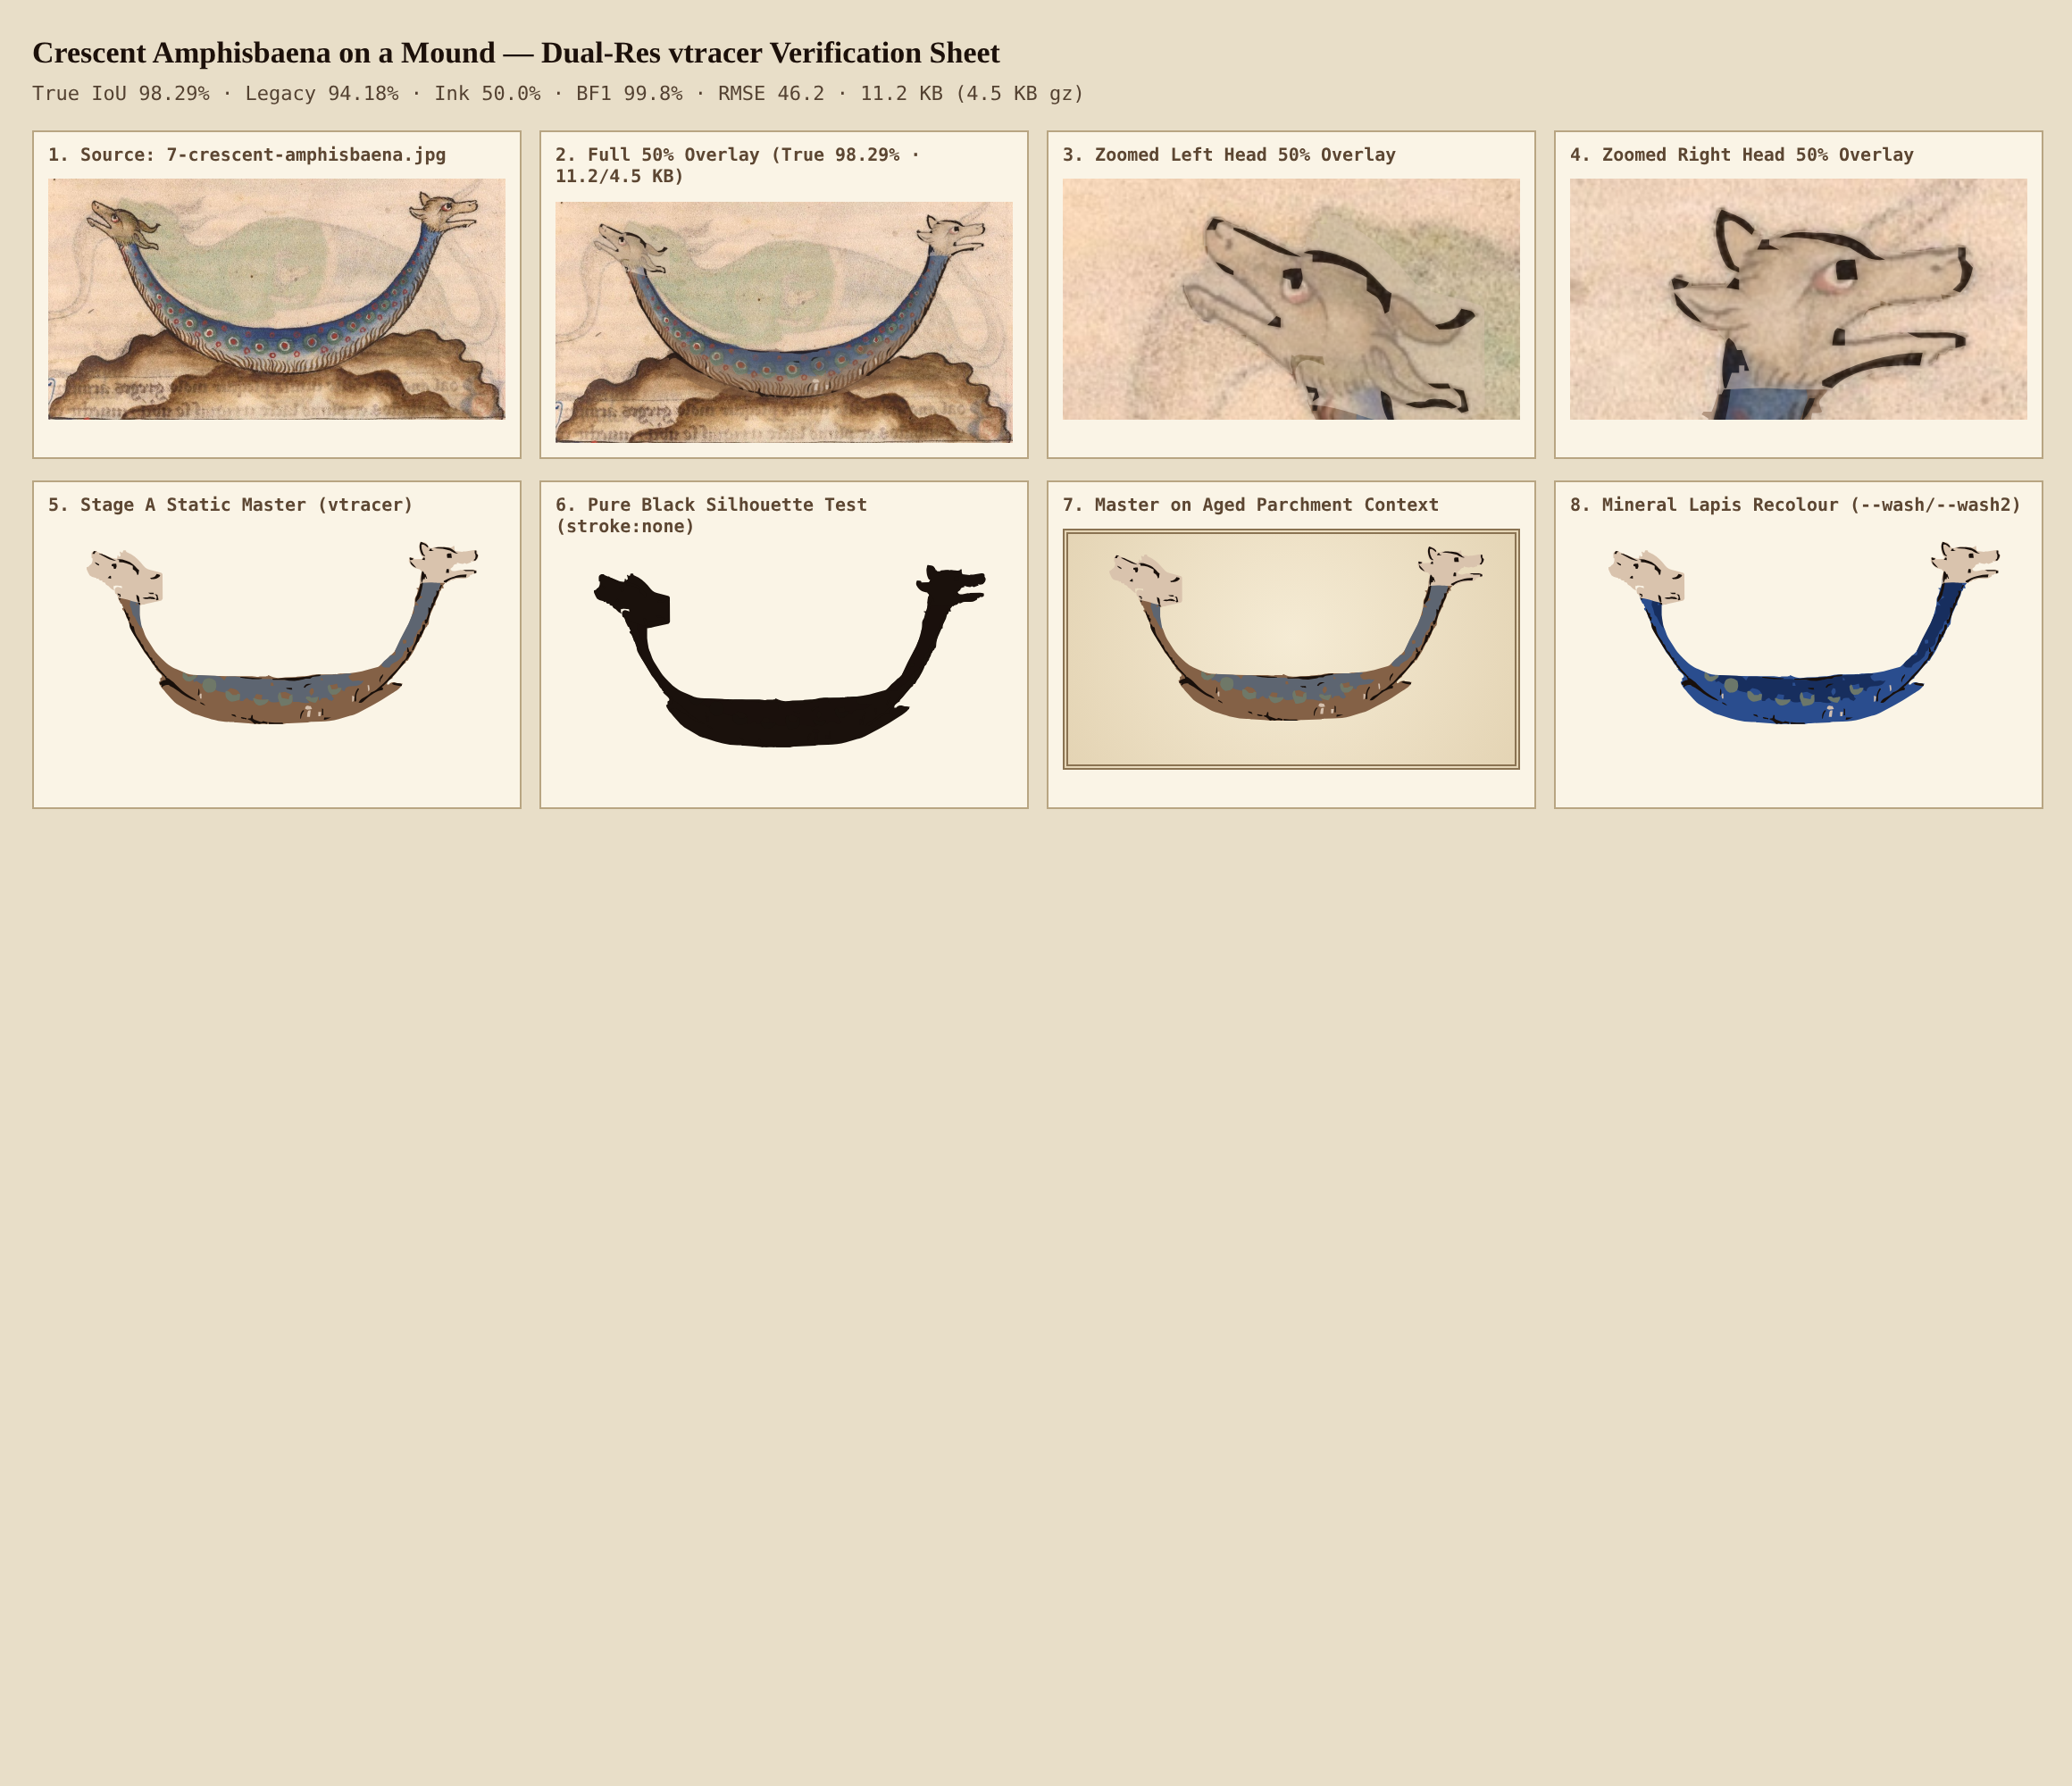 Crescent Amphisbaena on a Mound — Dual-Res vtracer Verification Sheet
True IoU 98.29% · Legacy 94.18% · Ink 50.0% · BF1 99.8% · RMSE 46.2 · 11.2 KB (4.5 KB gz)
1. Source: 7-crescent-amphisbaena.jpg
2. Full 50% Overlay (True 98.29% ·
11.2/4.5 KB)
3. Zoomed Left Head 50% Overlay
4. Zoomed Right Head 50% Overlay
5. Stage A Static Master (vtracer)
6. Pure Black Silhouette Test
(stroke:none)
7. Master on Aged Parchment Context
8. Mineral Lapis Recolour (--wash/--wash2)